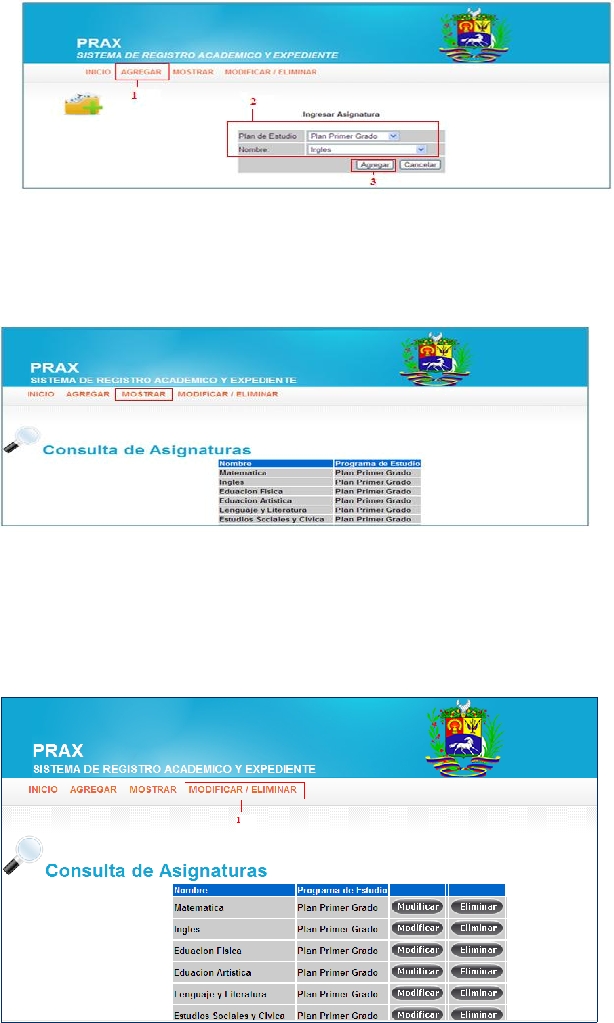 PRAX
SISTEMA DE REGISTRO ACADEMICO Y EXPEDIENTE
INICIO AGREGAR MOSTRAR MODIFICAR / ELIMINAR
1
2
Ingresar Asignatura
Plan de Estudio Plan Primer Grado
Nombre: Ingles
Agregar Cancelar
3
PRAX
SISTEMA DE REGISTRO ACADEMICO Y EXPEDIENTE
INICIO AGREGAR MOSTRAR MODIFICAR / ELIMINAR
Consulta de Asignaturas
Nombre Programa de Estudio
Matematica Plan Primer Grado
Ingles Plan Primer Grado
Eduacion Fisica Plan Primer Grado
Eduacion Artistica Plan Primer Grado
Lenguaje y Literatura Plan Primer Grado
Estudios Sociales y Civica Plan Primer Grado
PRAX
SISTEMA DE REGISTRO ACADEMICO Y EXPEDIENTE
INICIO AGREGAR MOSTRAR MODIFICAR / ELIMINAR
1
Consulta de Asignaturas
Nombre Programa de Estudio
Matematica Plan Primer Grado Modificar Eliminar
Ingles Plan Primer Grado Modificar Eliminar
Eduacion Fisica Plan Primer Grado Modificar Eliminar
Eduacion Artistica Plan Primer Grado Modificar Eliminar
Lenguaje y Literatura Plan Primer Grado Modificar Eliminar
Estudios Sociales y Civica Plan Primer Grado Modificar Eliminar